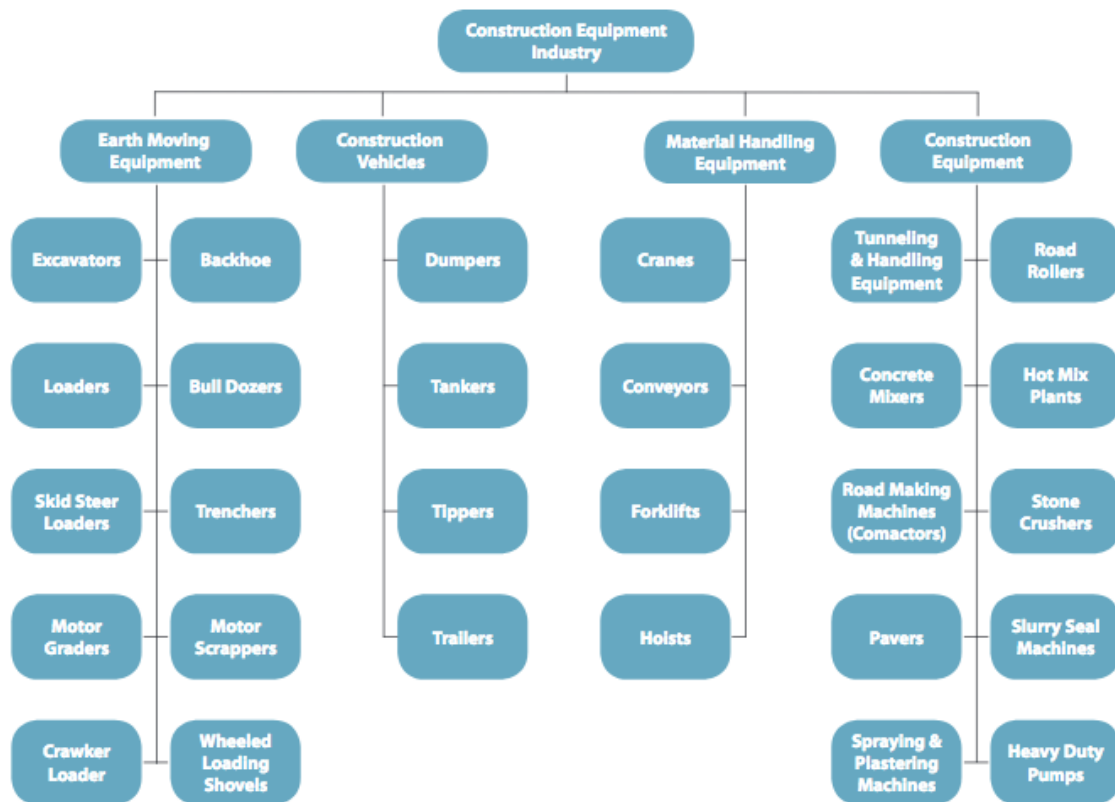 Construction Equipment
Industry
Earth Moving
Equipment
Construction
Vehicles
Material Handling
Equipment
Construction
Equipment
Excavators
Backhoe
Dumpers
Cranes
Tunneling
& Handling
Equipment
Road
Rollers
Loaders
Bull Dozers
Tankers
Conveyors
Concrete
Mixers
Hot Mix
Plants
Skid Steer
Loaders
Trenchers
Tippers
Forklifts
Road Making
Machines
(Comactors)
Stone
Crushers
Motor
Graders
Motor
Scrappers
Trailers
Hoists
Pavers
Slurry Seal
Machines
Crawker
Loader
Wheeled
Loading
Shovels
Spraying &
Plastering
Machines
Heavy Duty
Pumps